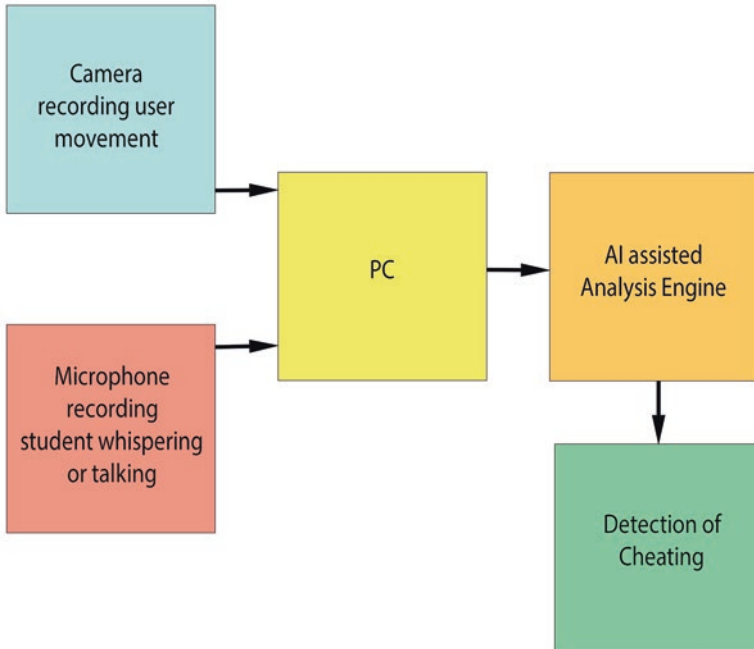 Camera
recording user
movement
PC
AI assisted
Analysis Engine
Microphone
recording
student whispering
or talking
Detection of
Cheating